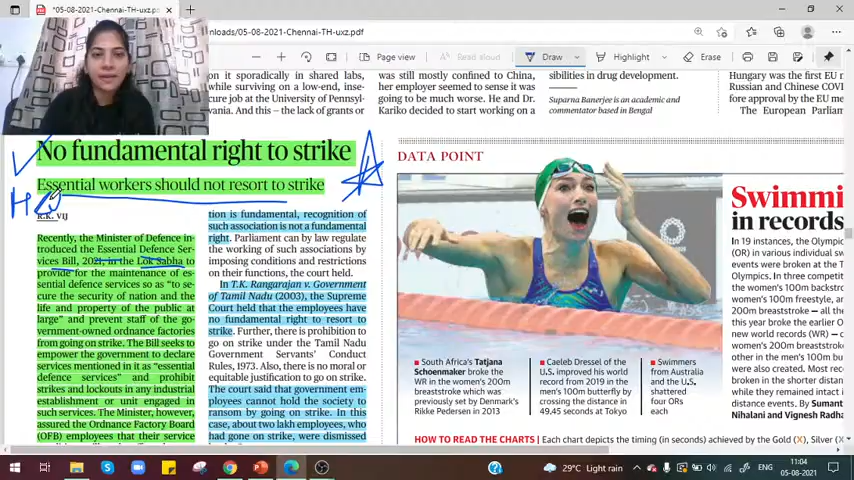 *05-08-2021-Chennai-TH-uxz.pdf
nloads/05-08-2021-Chennai-TH-uxz.pdf
Page view
Read aloud
Draw
Highlight
Erase
on it sporadically in shared labs,
while surviving on a low-end, inse-
cure job at the University of Pennsyl-
vania. And this – the lack of grants or
was still mostly confined to China,
her employer seemed to sense it was
going to be much worse. He and Dr.
Kariko decided to start working on a
sibilities in drug development.
Suparna Banerjee is an academic and
commentator based in Bengal
Hungary was the first EU m
Russian and Chinese COVI
fore approval by the EU me
The European Parliam
No fundamental right to strike
Essential workers should not resort to strike
H
R.K. VIJ
Recently, the Minister of Defence in-
troduced the Essential Defence Ser-
vices Bill, 2021, in the Lok Sabha to
provide for the maintenance of es-
sential defence services so as “to se-
cure the security of nation and the
life and property of the public at
large” and prevent staff of the go-
vernment-owned ordnance factories
from going on strike. The Bill seeks to
empower the government to declare
services mentioned in it as “essential
defence services” and prohibit
strikes and lockouts in any industrial
establishment or unit engaged in
such services. The Minister, however,
assured the Ordnance Factory Board
(OFB) employees that their service
tion is fundamental, recognition of
such association is not a fundamental
right. Parliament can by law regulate
the working of such associations by
imposing conditions and restrictions
on their functions, the court held.
In T.K. Rangarajan v. Government
of Tamil Nadu (2003), the Supreme
Court held that the employees have
no fundamental right to resort to
strike. Further, there is prohibition to
go on strike under the Tamil Nadu
Government Servants’ Conduct
Rules, 1973. Also, there is no moral or
equitable justification to go on strike.
The court said that government em-
ployees cannot hold the society to
ransom by going on strike. In this
case, about two lakh employees, who
had gone on strike, were dismissed
DATA POINT
South Africa's Tatjana
Schoenmaker broke the
WR in the women's 200m
breaststroke which was
previously set by Denmark's
Rikke Pedersen in 2013
Caeleb Dressel of the
U.S. improved his world
record from 2019 in the
men's 100m butterfly by
crossing the distance in
49.45 seconds at Tokyo
Swimmers
from Australia
and the U.S.
shattered
four ORs
each
HOW TO READ THE CHARTS | Each chart depicts the timing (in seconds) achieved by the Gold (X), Silver (X
Swimmi
in records
In 19 instances, the Olympic
(OR) in various individual sw
events were broken at the T
Olympics. In three competiti
the women's 100m backstro
women's 100m freestyle, an
200m breaststroke – all the
this year broke the earlier O
new world records (WR) –
other in the men's 100m bu
were also created. Most rec
broken in the shorter distan
while they remained intact i
distance events. By Sumant
Nihalani and Vignesh Radha
29°C Light rain
ENG
11:04
05-08-2021